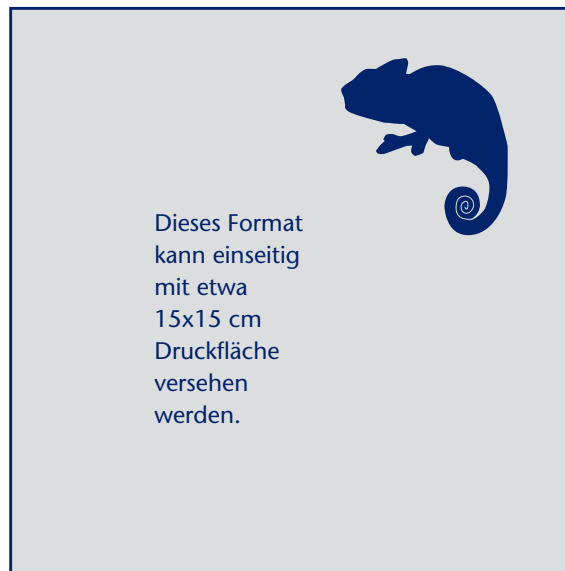 Dieses Format
kann einseitig
mit etwa
15x15 cm
Druckfläche
versehen
werden.